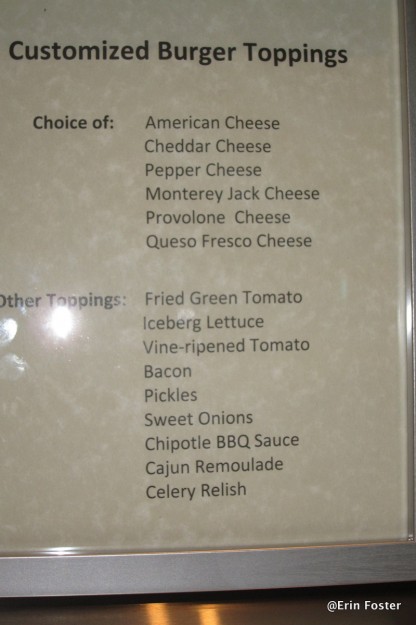 Customized Burger Toppings
Choice of: American Cheese
Cheddar Cheese
Pepper Cheese
Monterey Jack Cheese
Provolone Cheese
Queso Fresco Cheese
Other Toppings: Fried Green Tomato
Iceberg Lettuce
Vine-ripened Tomato
Bacon
Pickles
Sweet Onions
Chipotle BBQ Sauce
Cajun Remoulade
Celery Relish
@Erin Foster